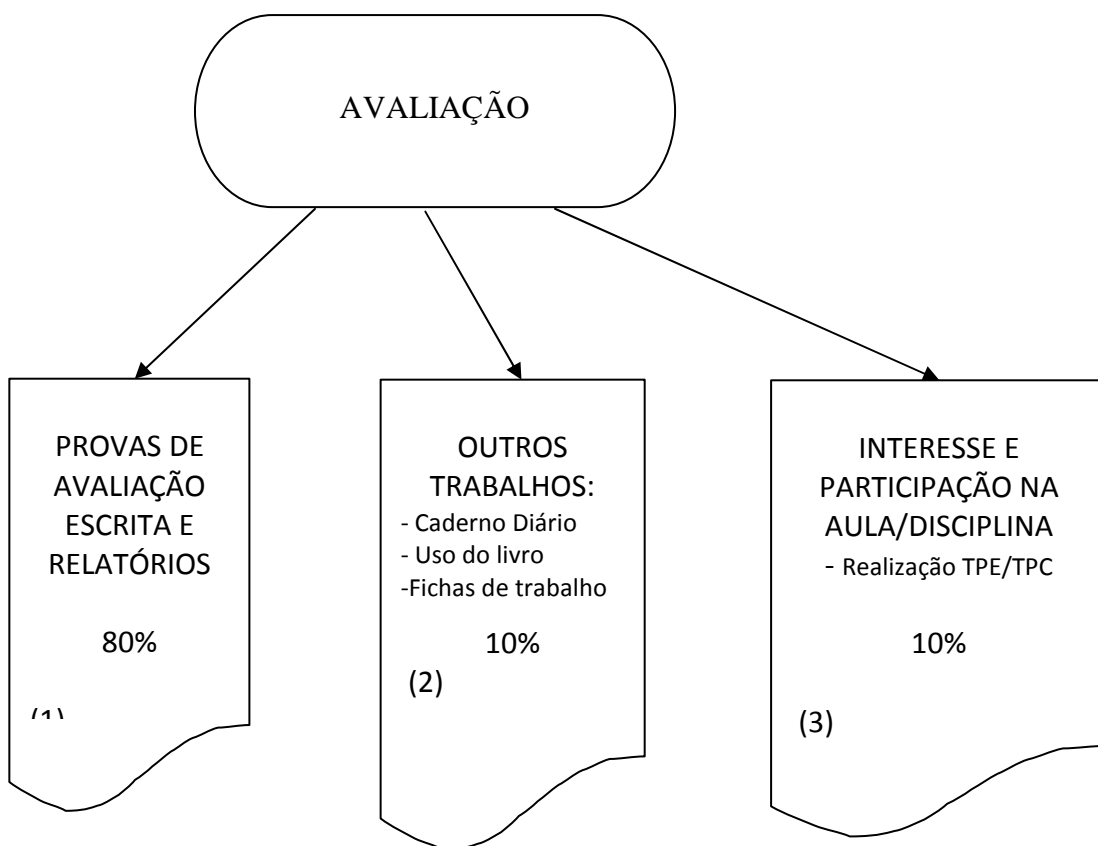 AVALIAÇÃO
PROVAS DE
AVALIAÇÃO
ESCRITA E
RELATÓRIOS
80%
(1)
OUTROS
TRABALHOS:
- Caderno Diário
- Uso do livro
-Fichas de trabalho
10%
(2)
INTERESSE E
PARTICIPAÇÃO NA
AULA/DISCIPLINA
- Realização TPE/TPC
10%
(3)